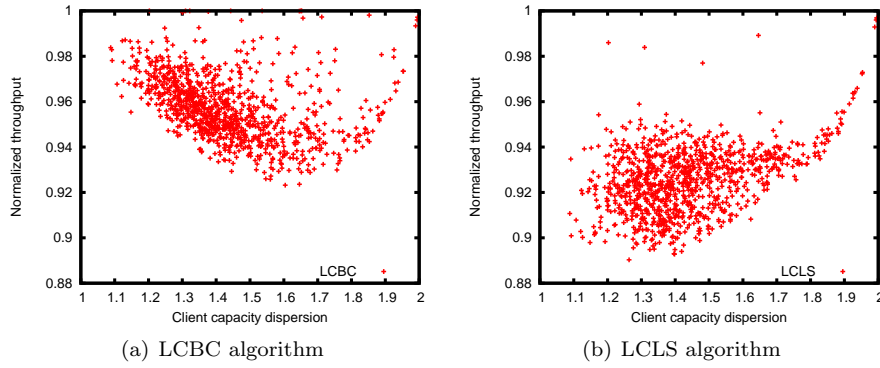 1
0.98
0.96
0.94
0.92
0.9
0.88
Normalized throughput
LCBC
1 1.1 1.2 1.3 1.4 1.5 1.6 1.7 1.8 1.9 2
Client capacity dispersion
(a) LCBC algorithm
1
0.98
0.96
0.94
0.92
0.9
0.88
Normalized throughput
LCLS
1 1.1 1.2 1.3 1.4 1.5 1.6 1.7 1.8 1.9 2
Client capacity dispersion
(b) LCLS algorithm